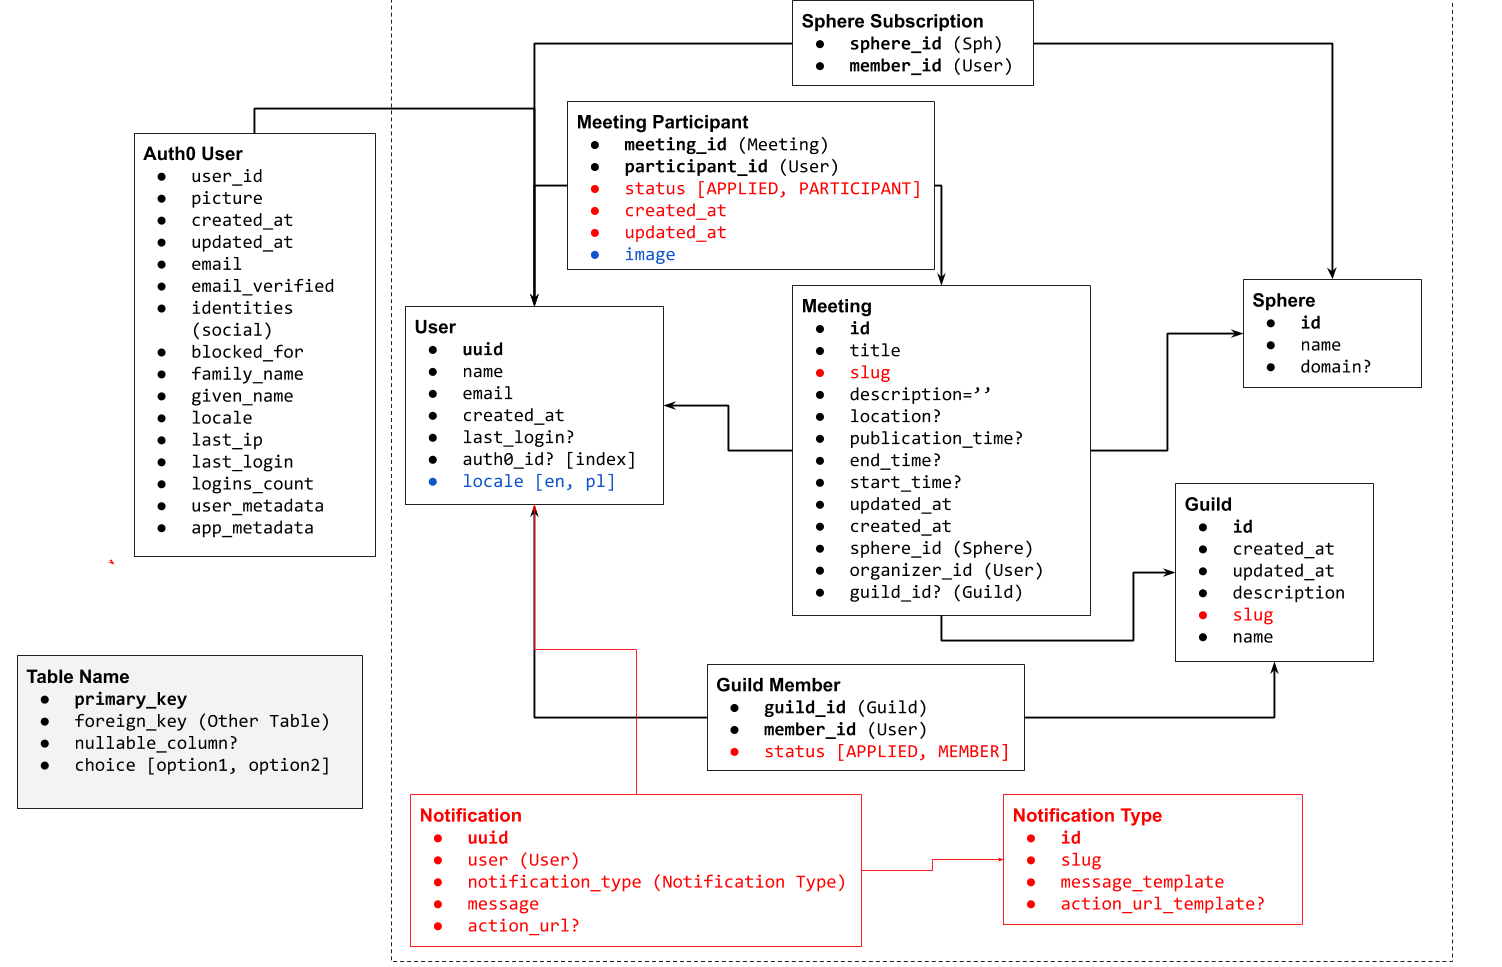 Sphere Subscription
sphere_id (Sph)
member_id (User)
Meeting Participant
meeting_id (Meeting)
participant_id (User)
status [APPLIED, PARTICIPANT]
created_at
updated_at
image
Auth0 User
user_id
picture
created_at
updated_at
email
email_verified
identities
(social)
blocked_for
family_name
given_name
locale
last_ip
last_login
logins_count
user_metadata
app_metadata
User
uuid
name
email
created_at
last_login?
auth0_id? [index]
locale [en, pl]
Meeting
id
title
slug
description=’’
location?
publication_time?
end_time?
start_time?
updated_at
created_at
sphere_id (Sphere)
organizer_id (User)
guild_id? (Guild)
Sphere
id
name
domain?
Guild
id
created_at
updated_at
description
slug
name
Table Name
primary_key
foreign_key (Other Table)
nullable_column?
choice [option1, option2]
Guild Member
guild_id (Guild)
member_id (User)
status [APPLIED, MEMBER]
Notification
uuid
user (User)
notification_type (Notification Type)
message
action_url?
Notification Type
id
slug
message_template
action_url_template?